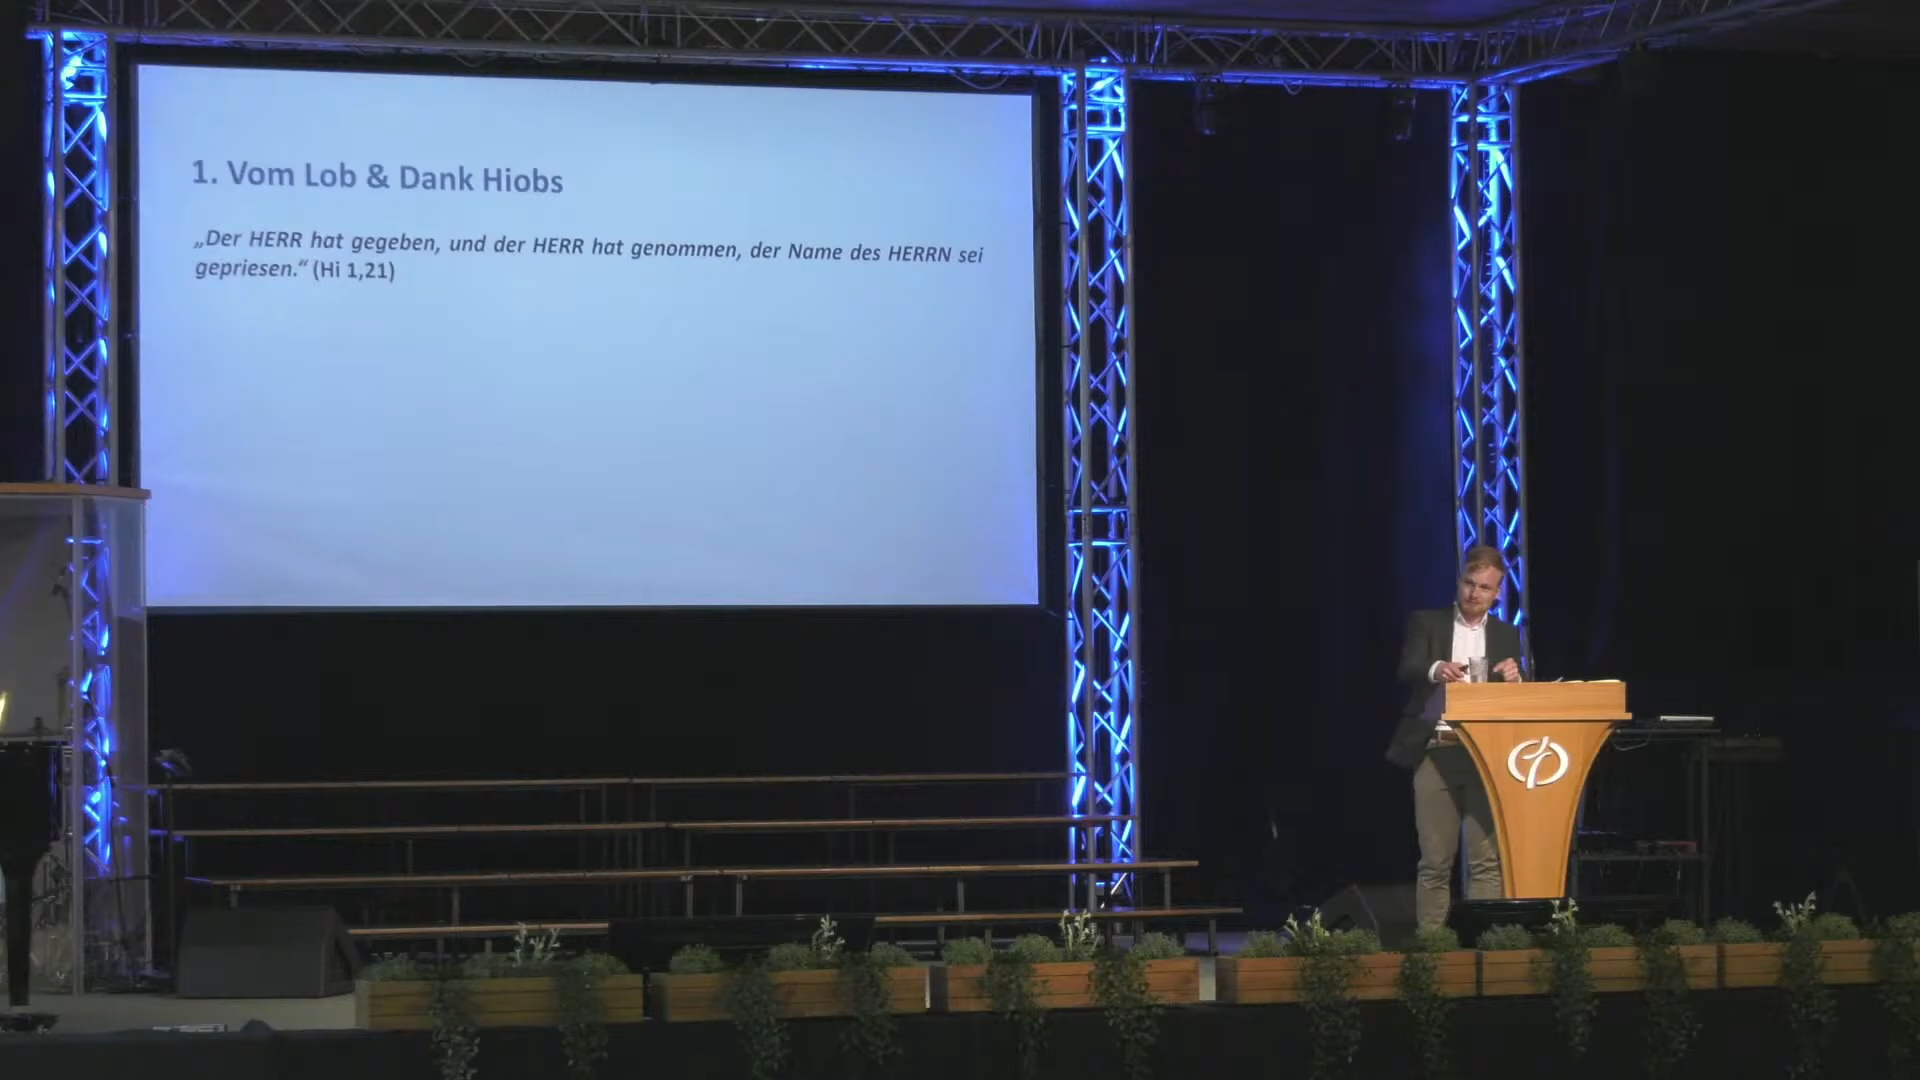 1. Vom Lob & Dank Hiobs
„Der HERR hat gegeben, und der HERR hat genommen, der Name des HERRN sei
gepriesen.“ (Hi 1,21)